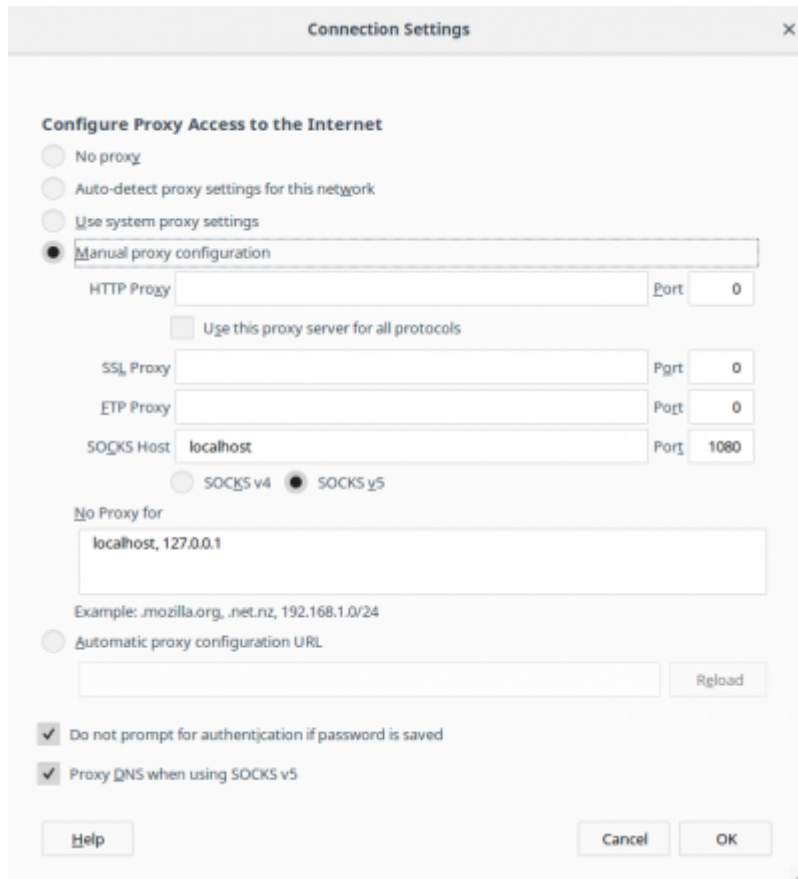 Connection Settings ×
Configure Proxy Access to the Internet
No proxy
Auto-detect proxy settings for this network
Use system proxy settings
Manual proxy configuration
HTTP Proxy Port 0
Use this proxy server for all protocols
SSL Proxy Port 0
FTP Proxy Port 0
SOCKS Host localhost Port 1080
SOCKS v4 SOCKS v5
No Proxy for
localhost, 127.0.0.1
Example: .mozilla.org, .net.nz, 192.168.1.0/24
Automatic proxy configuration URL
Reload
Do not prompt for authentication if password is saved
Proxy DNS when using SOCKS v5
Help Cancel OK